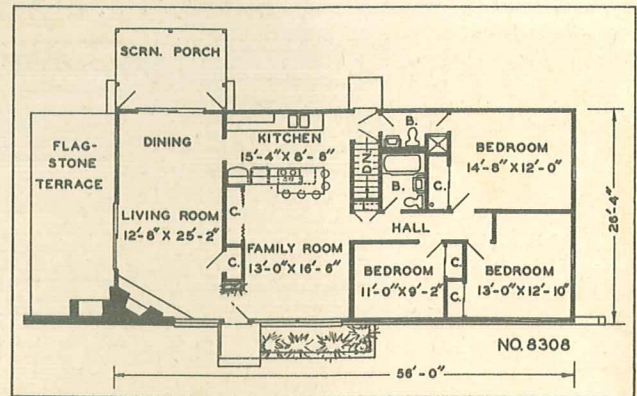 SCRN. PORCH
FLAG-
STONE
TERRACE
DINING
KITCHEN
15'-4" X 8'-8"
B.
BEDROOM
14'-8" X 12'-0"
DN.
B.
C.
C.
LIVING ROOM
12'-8" X 25'-2"
C.
FAMILY ROOM
13'-0" X 16'-6"
HALL
BEDROOM
11'-0" X 9'-2"
C.
C.
BEDROOM
13'-0" X 12'-10"
26'-4"
NO. 8308
56'-0"